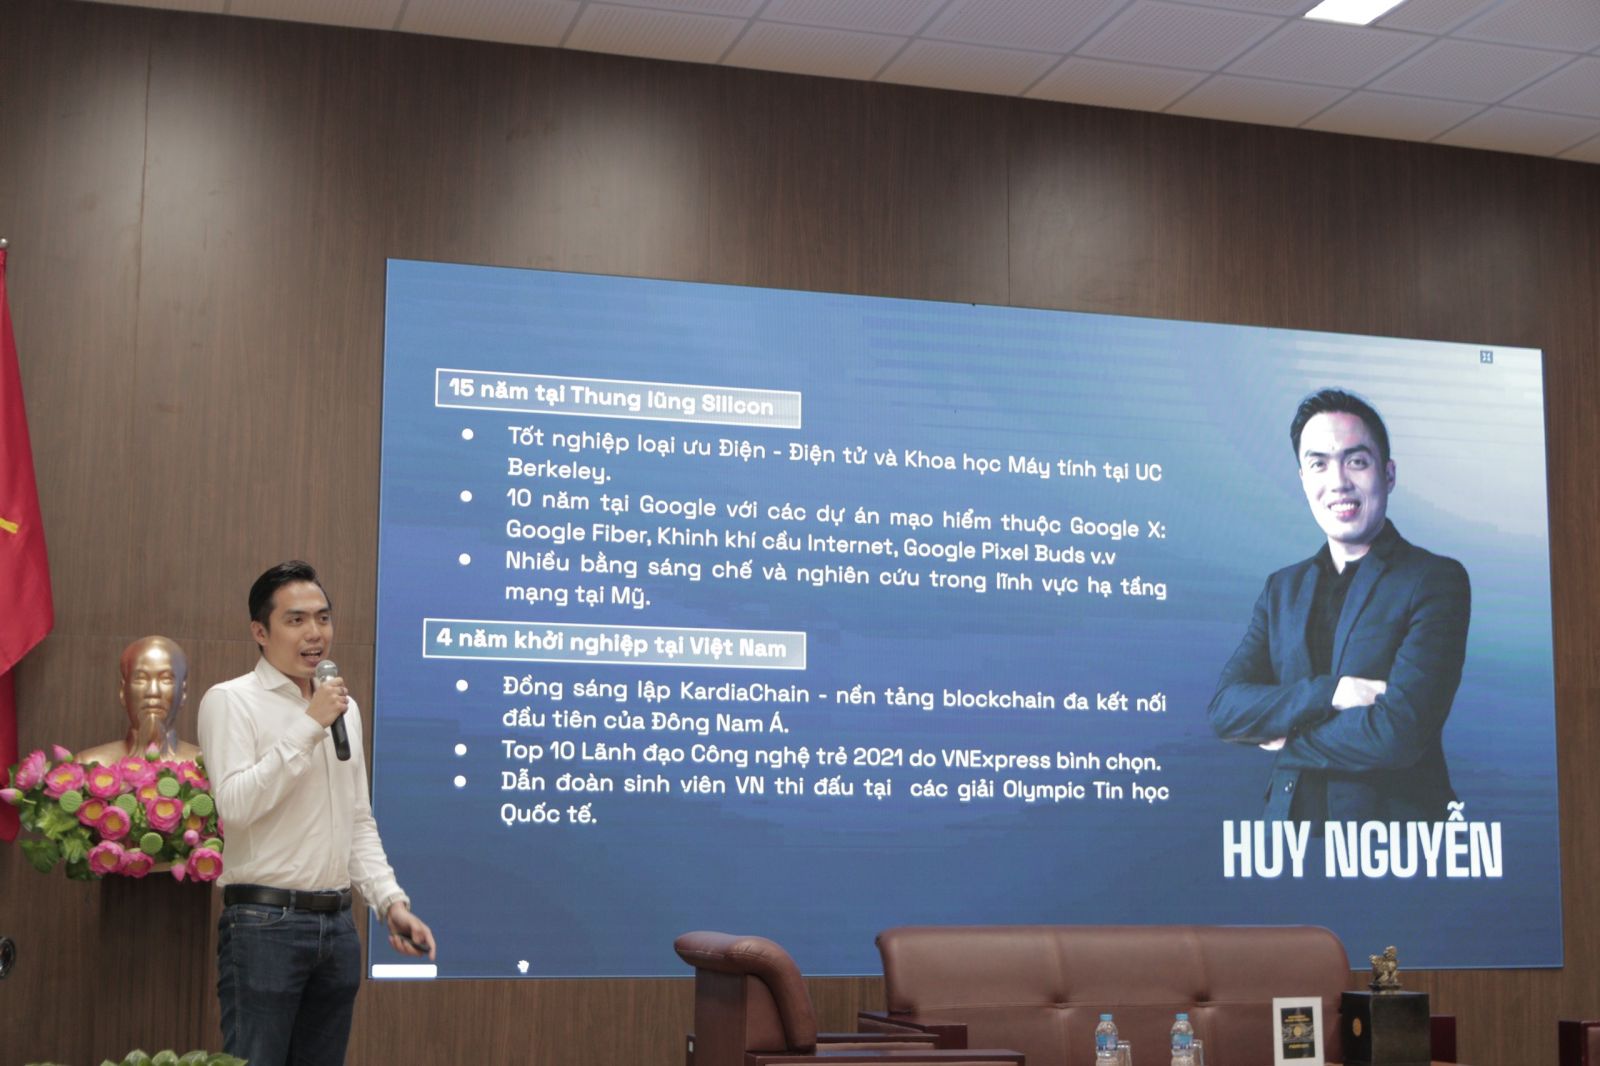 15 năm tại Thung lũng Silicon
● Tốt nghiệp loại ưu Điện - Điện tử và Khoa học Máy tính tại UC
Berkeley.
● 10 năm tại Google với các dự án mạo hiểm thuộc Google X:
Google Fiber, Khinh khí cầu Internet, Google Pixel Buds v.v
● Nhiều bằng sáng chế và nghiên cứu trong lĩnh vực hạ tầng
mạng tại Mỹ.
4 năm khởi nghiệp tại Việt Nam
● Đồng sáng lập KardiaChain - nền tảng blockchain đa kết nối
đầu tiên của Đông Nam Á.
● Top 10 Lãnh đạo Công nghệ trẻ 2021 do VNExpress bình chọn.
● Dẫn đoàn sinh viên VN thi đấu tại các giải Olympic Tin học
Quốc tế.
HUY NGUYỄN